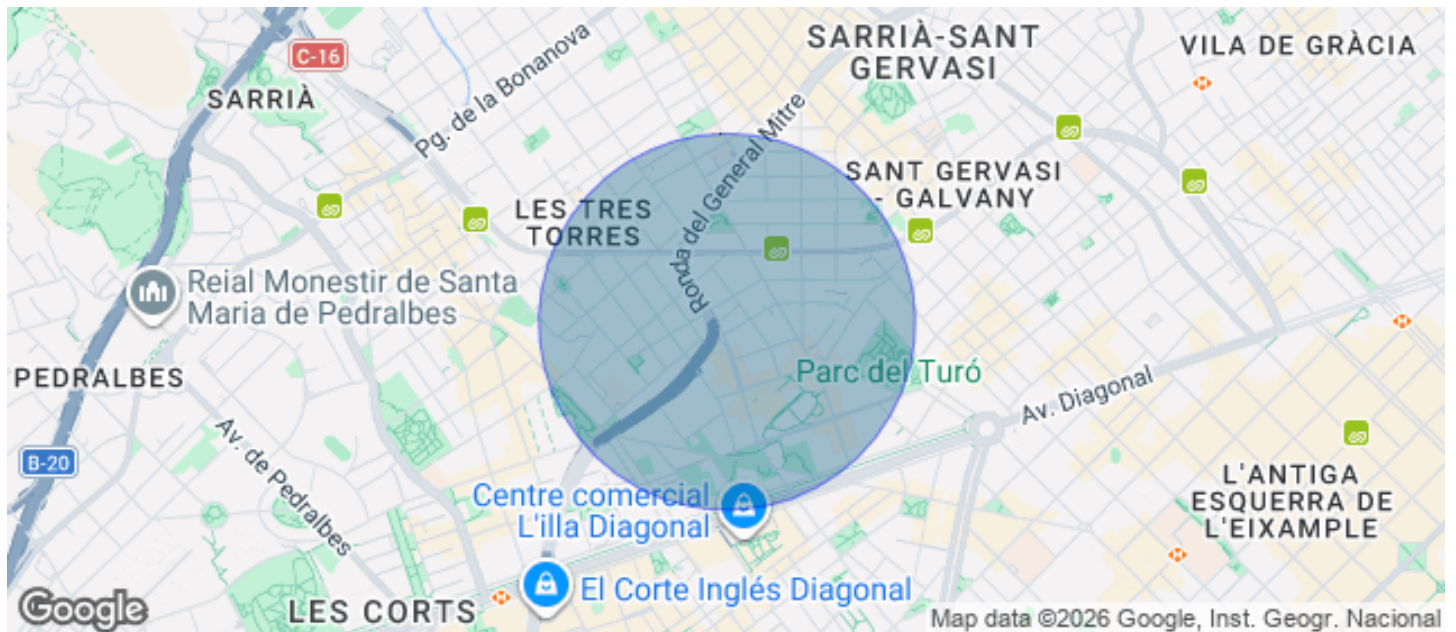 SARRIÀ-SANT
GERVASI
VILA DE GRÀCIA
C-16
SARRIÀ
Pg. de la Bonanova
Ronda del General Mitre
SANT GERVASI
- GALVANY
LES TRES
TORRES
Reial Monestir de Santa
Maria de Pedralbes
PEDRALBES
Parc del Turó
Av. Diagonal
Av. de Pedralbes
B-20
L'ANTIGA
ESQUERRA DE
L'EIXAMPLE
Centre comercial
L'illa Diagonal
El Corte Inglés Diagonal
LES CORTS
Google
Map data ©2026 Google, Inst. Geogr. Nacional